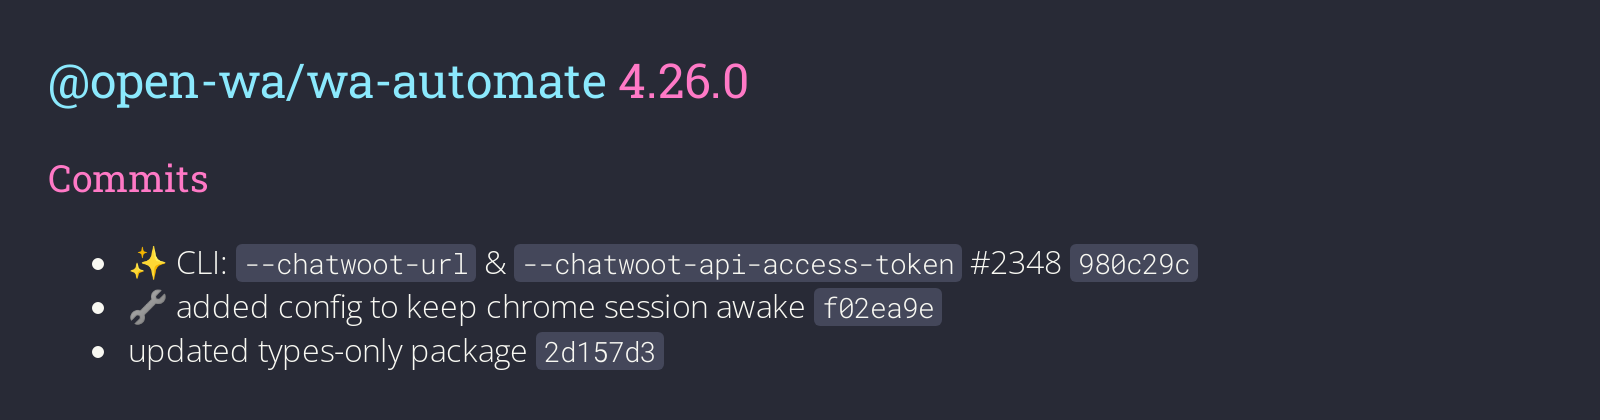 @open-wa/wa-automate 4.26.0
Commits
✨ CLI: --chatwoot-url & --chatwoot-api-access-token #2348 980c29c
🔧 added config to keep chrome session awake f02ea9e
updated types-only package 2d157d3